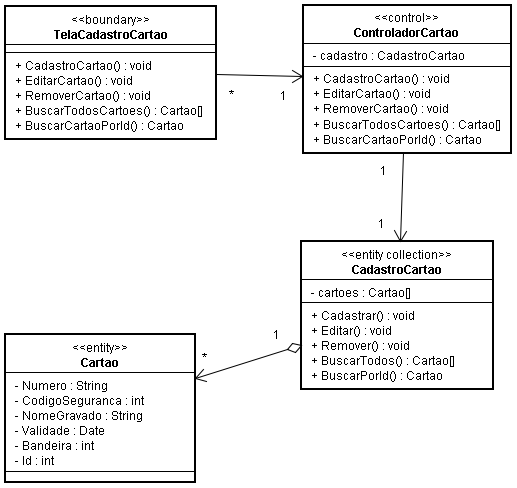 <<boundary>>
TelaCadastroCartao
+ CadastroCartao() : void
+ EditarCartao() : void
+ RemoverCartao() : void
+ BuscarTodosCartoes() : Cartao[]
+ BuscarCartaoPorId() : Cartao
*
1
<<control>>
ControladorCartao
- cadastro : CadastroCartao
+ CadastroCartao() : void
+ EditarCartao() : void
+ RemoverCartao() : void
+ BuscarTodosCartoes() : Cartao[]
+ BuscarCartaoPorId() : Cartao
1
1
<<entity collection>>
CadastroCartao
- cartoes : Cartao[]
+ Cadastrar() : void
+ Editar() : void
+ Remover() : void
+ BuscarTodos() : Cartao[]
+ BuscarPorId() : Cartao
1
*
<<entity>>
Cartao
- Numero : String
- CodigoSeguranca : int
- NomeGravado : String
- Validade : Date
- Bandeira : int
- Id : int